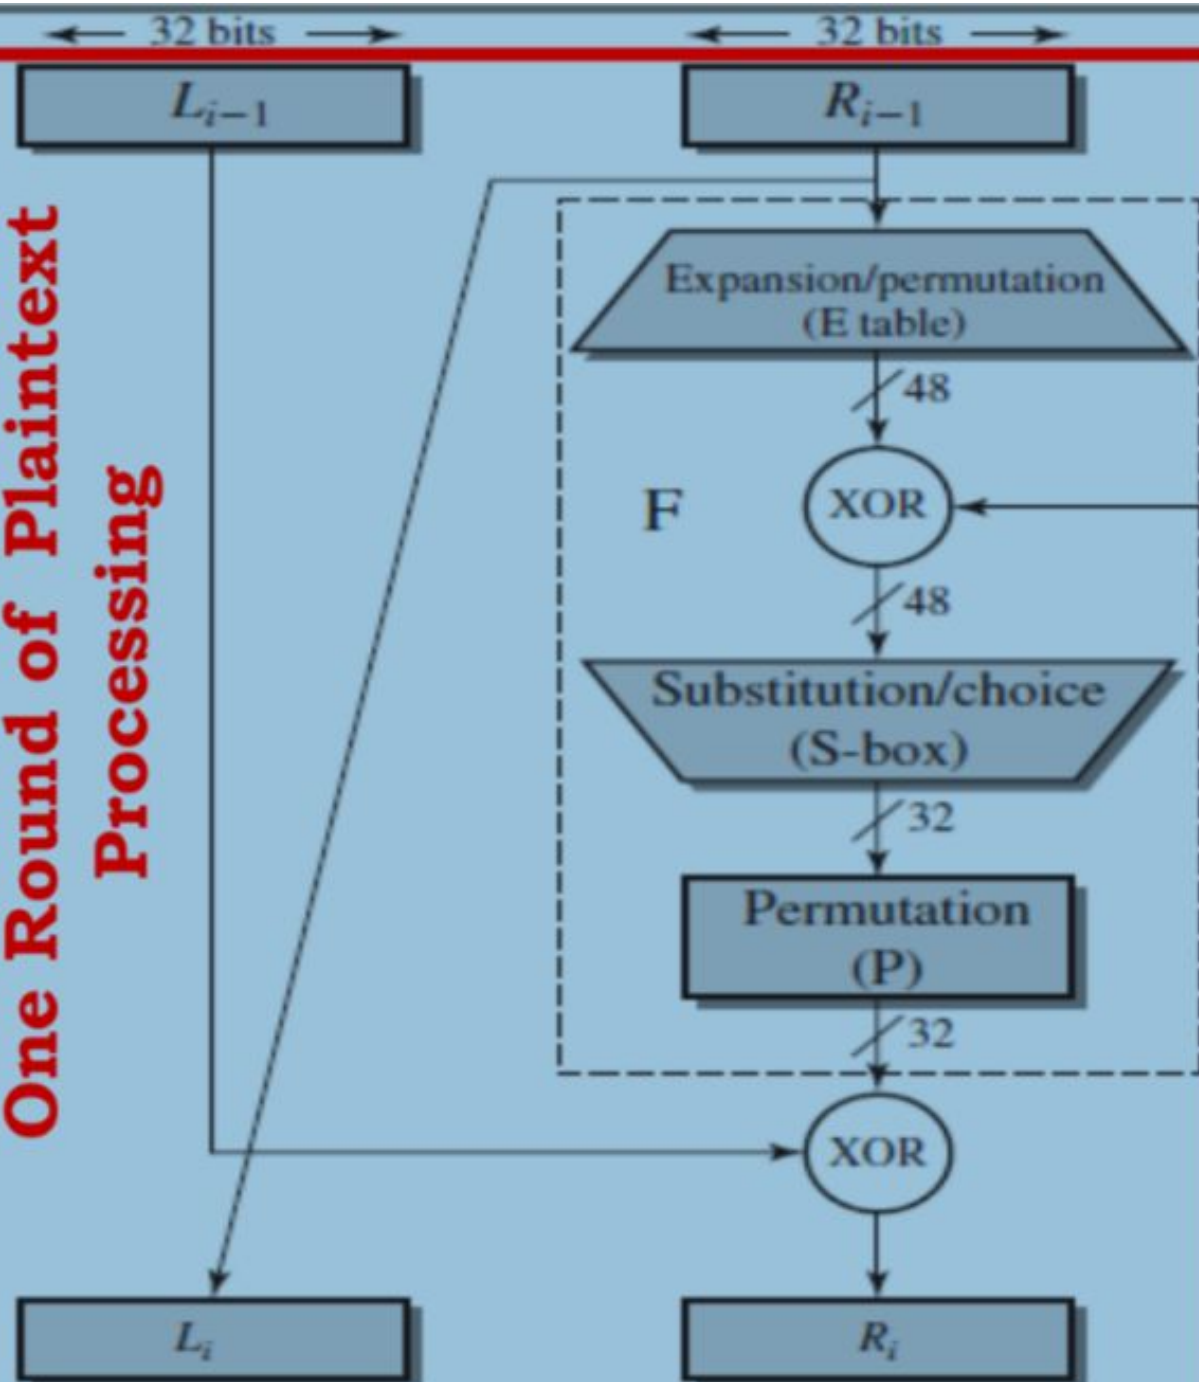 32 bits
32 bits
Lᵢ₋₁
Rᵢ₋₁
One Round of Plaintext
Processing
Expansion/permutation
(E table)
48
F
XOR
48
Substitution/choice
(S-box)
32
Permutation
(P)
32
XOR
Lᵢ
Rᵢ